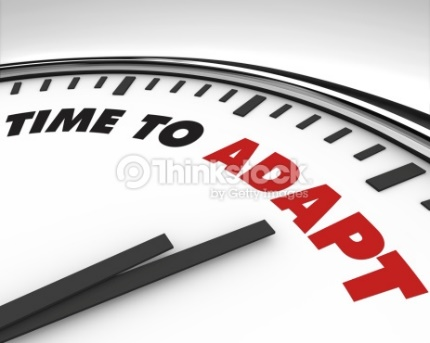 TIME TO ADAPT
Thinkstock
by Getty Images